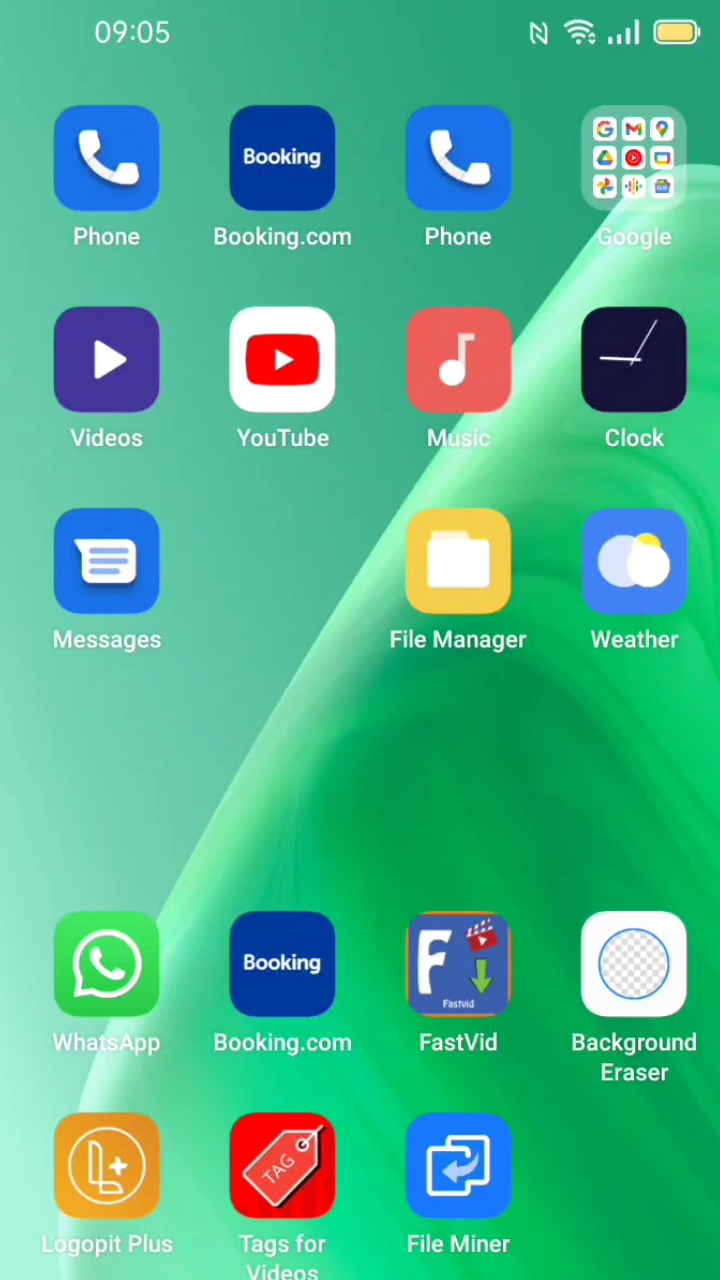 09:05
Booking
Phone
Booking.com
Phone
Google
Videos
YouTube
Music
Clock
Messages
File Manager
Weather
Booking
F
Fastvid
WhatsApp
Booking.com
FastVid
Background
Eraser
TAG
Logopit Plus
Tags for
Videos
File Miner